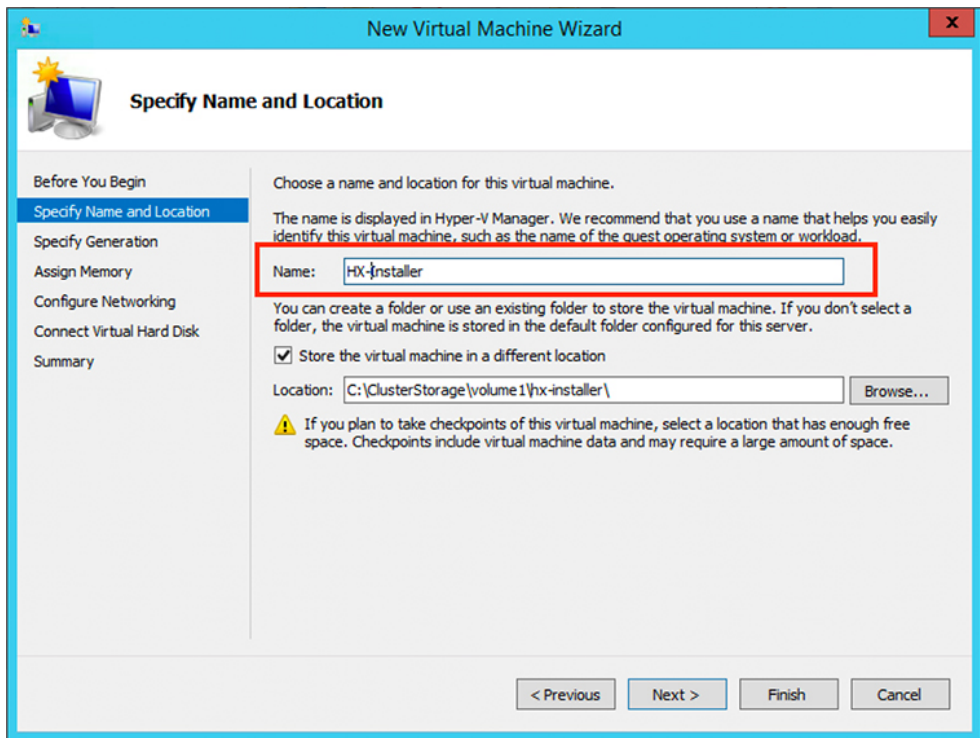 New Virtual Machine Wizard
x
Specify Name and Location
Before You Begin
Specify Name and Location
Specify Generation
Assign Memory
Configure Networking
Connect Virtual Hard Disk
Summary
Choose a name and location for this virtual machine.
The name is displayed in Hyper-V Manager. We recommend that you use a name that helps you easily
identify this virtual machine, such as the name of the guest operating system or workload.
Name: HX-Installer
You can create a folder or use an existing folder to store the virtual machine. If you don't select a
folder, the virtual machine is stored in the default folder configured for this server.
Store the virtual machine in a different location
Location: C:\ClusterStorage\volume1\hx-installer\ Browse...
If you plan to take checkpoints of this virtual machine, select a location that has enough free
space. Checkpoints include virtual machine data and may require a large amount of space.
< Previous Next > Finish Cancel